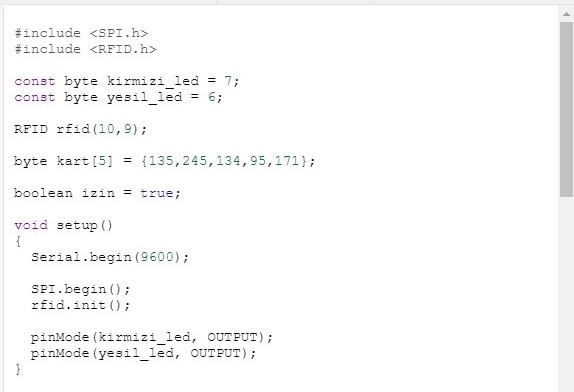 #include <SPI.h>
#include <RFID.h>
const byte kirmizi_led = 7;
const byte yesil_led = 6;
RFID rfid(10,9);
byte kart[5] = {135,245,134,95,171};
boolean izin = true;
void setup()
{
  Serial.begin(9600);
  SPI.begin();
  rfid.init();
  pinMode(kirmizi_led, OUTPUT);
  pinMode(yesil_led, OUTPUT);
}